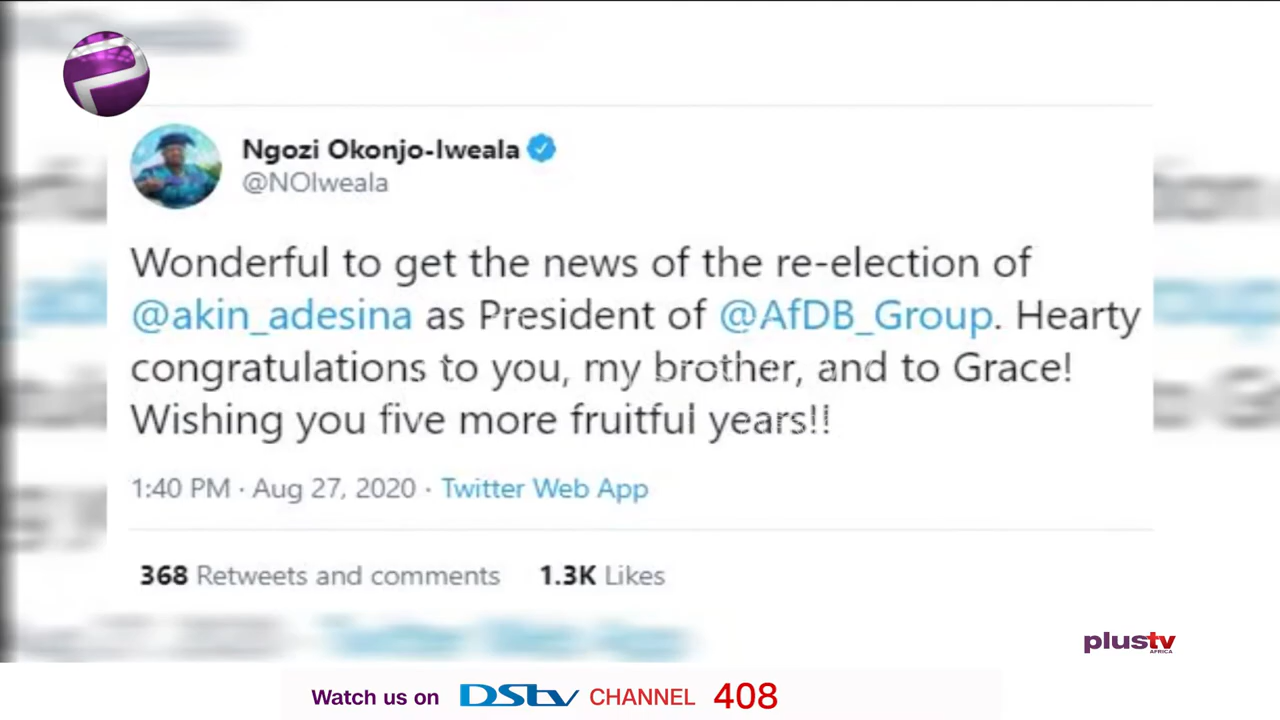 Ngozi Okonjo-Iweala
@NOIweala
Wonderful to get the news of the re-election of
@akin_adesina as President of @AfDB_Group. Hearty
congratulations to you, my brother, and to Grace!
Wishing you five more fruitful years!!
1:40 PM · Aug 27, 2020 · Twitter Web App
368 Retweets and comments 1.3K Likes
plustv
AFRICA
Watch us on DStv CHANNEL 408